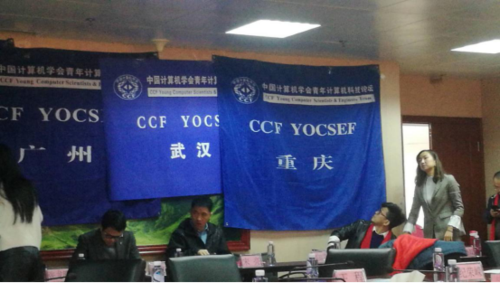 中国计算机学会青年计算
CCF Young Computer Scientists & E
CCF YOCSEF
广州
中国计算机学会青年计算
CCF Young Computer Scientists &
CCF YOCS
武汉
中国计算机学会青年计算机科技论坛
CCF Young Computer Scientists & Engineers Forum
CCF YOCSEF
重庆